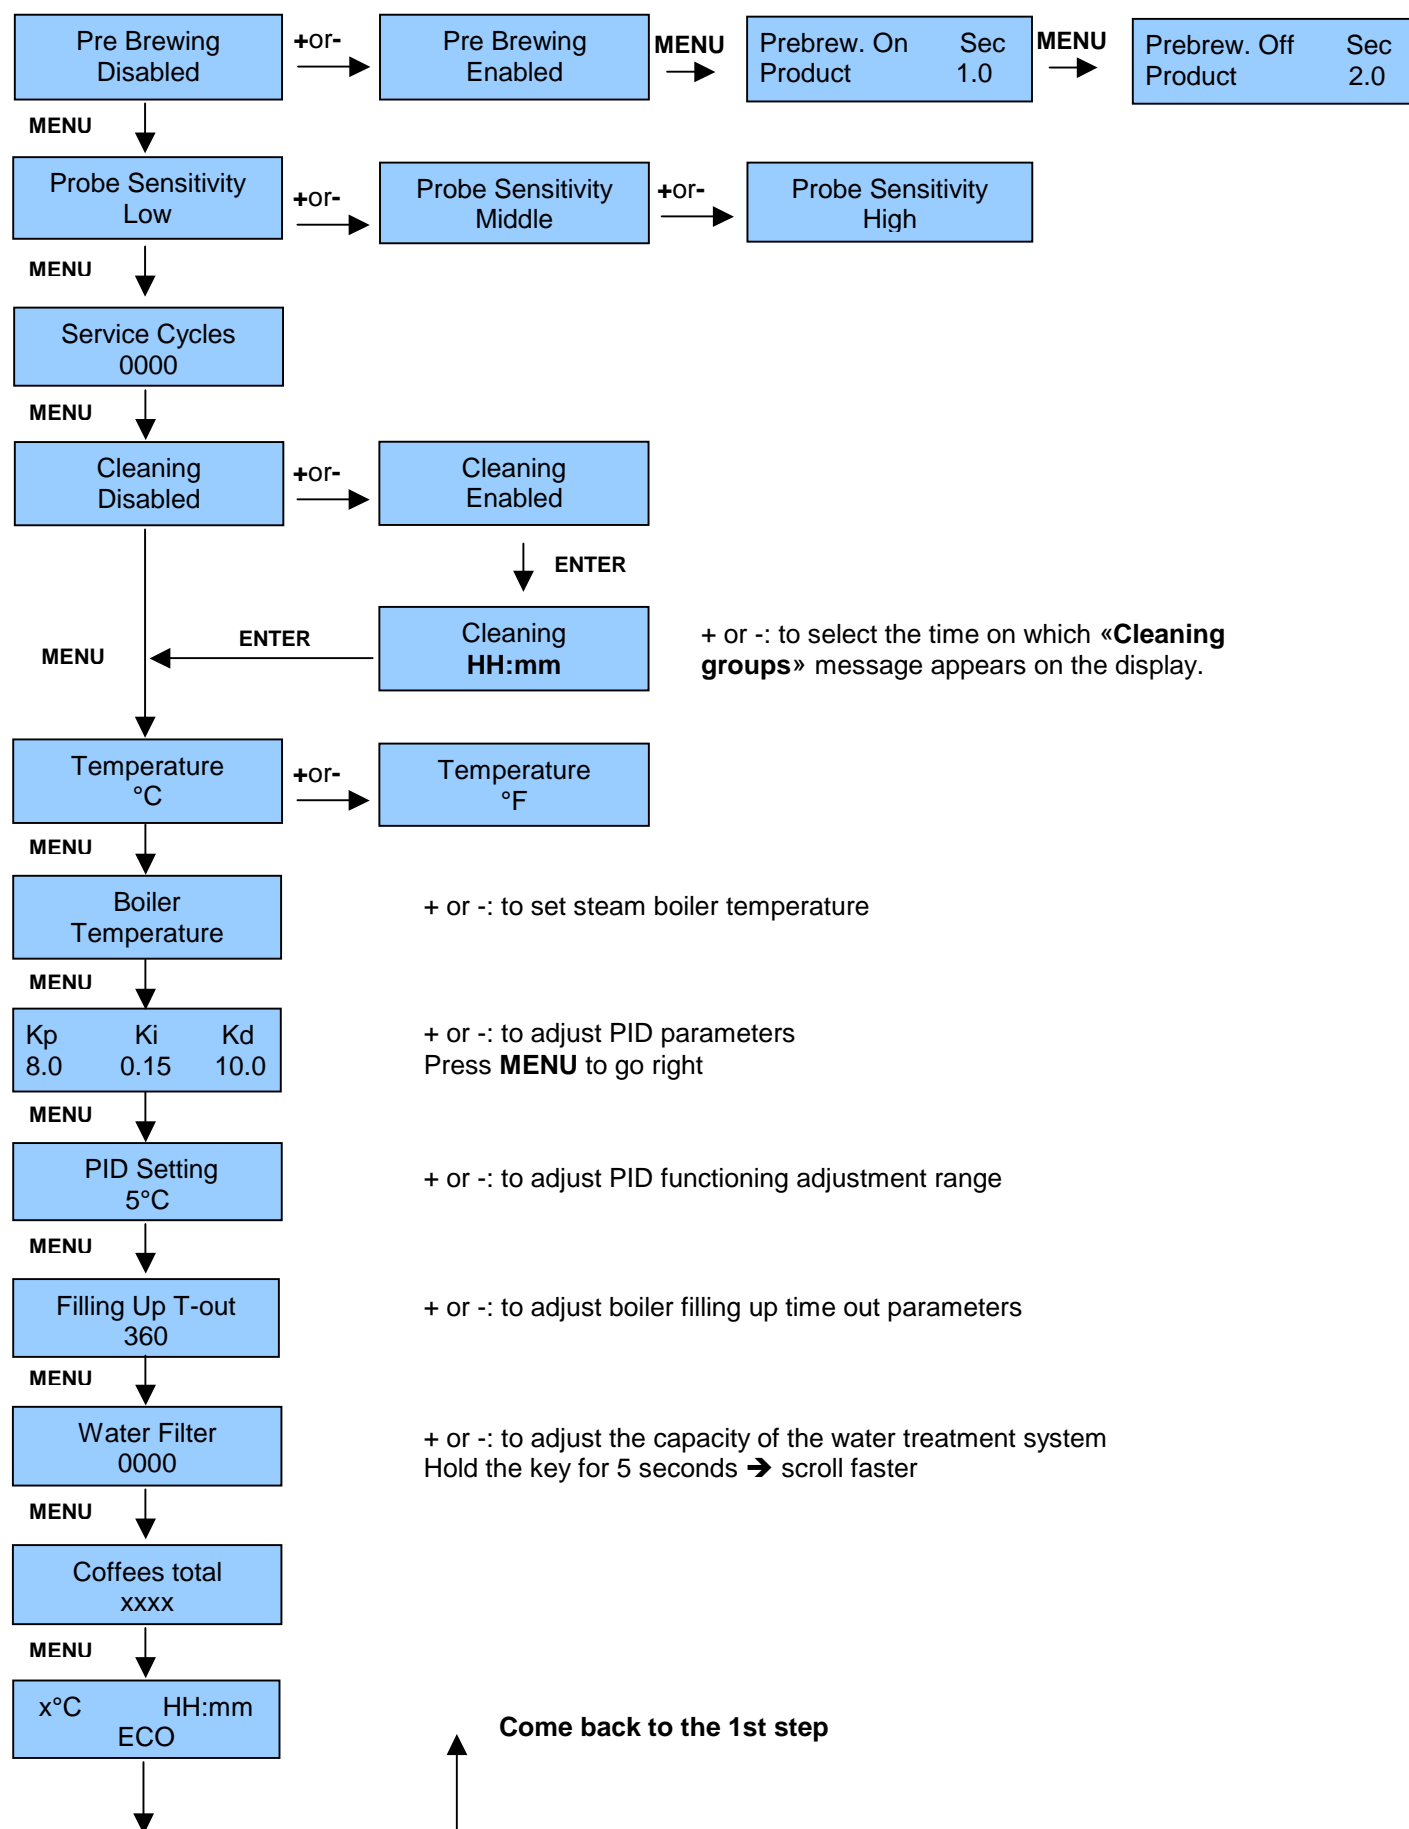 Pre Brewing
Disabled
+or-
Pre Brewing
Enabled
MENU
Prebrew. On Sec
Product 1.0
MENU
Prebrew. Off Sec
Product 2.0
MENU
Probe Sensitivity
Low
+or-
Probe Sensitivity
Middle
+or-
Probe Sensitivity
High
MENU
Service Cycles
0000
MENU
Cleaning
Disabled
+or-
Cleaning
Enabled
ENTER
MENU
ENTER
Cleaning
HH:mm
+ or -: to select the time on which «Cleaning
groups» message appears on the display.
Temperature
°C
+or-
Temperature
°F
MENU
Boiler
Temperature
+ or -: to set steam boiler temperature
MENU
Kp Ki Kd
8.0 0.15 10.0
+ or -: to adjust PID parameters
Press MENU to go right
MENU
PID Setting
5°C
+ or -: to adjust PID functioning adjustment range
MENU
Filling Up T-out
360
+ or -: to adjust boiler filling up time out parameters
MENU
Water Filter
0000
+ or -: to adjust the capacity of the water treatment system
Hold the key for 5 seconds ➔ scroll faster
MENU
Coffees total
xxxx
MENU
x°C HH:mm
ECO
Come back to the 1st step